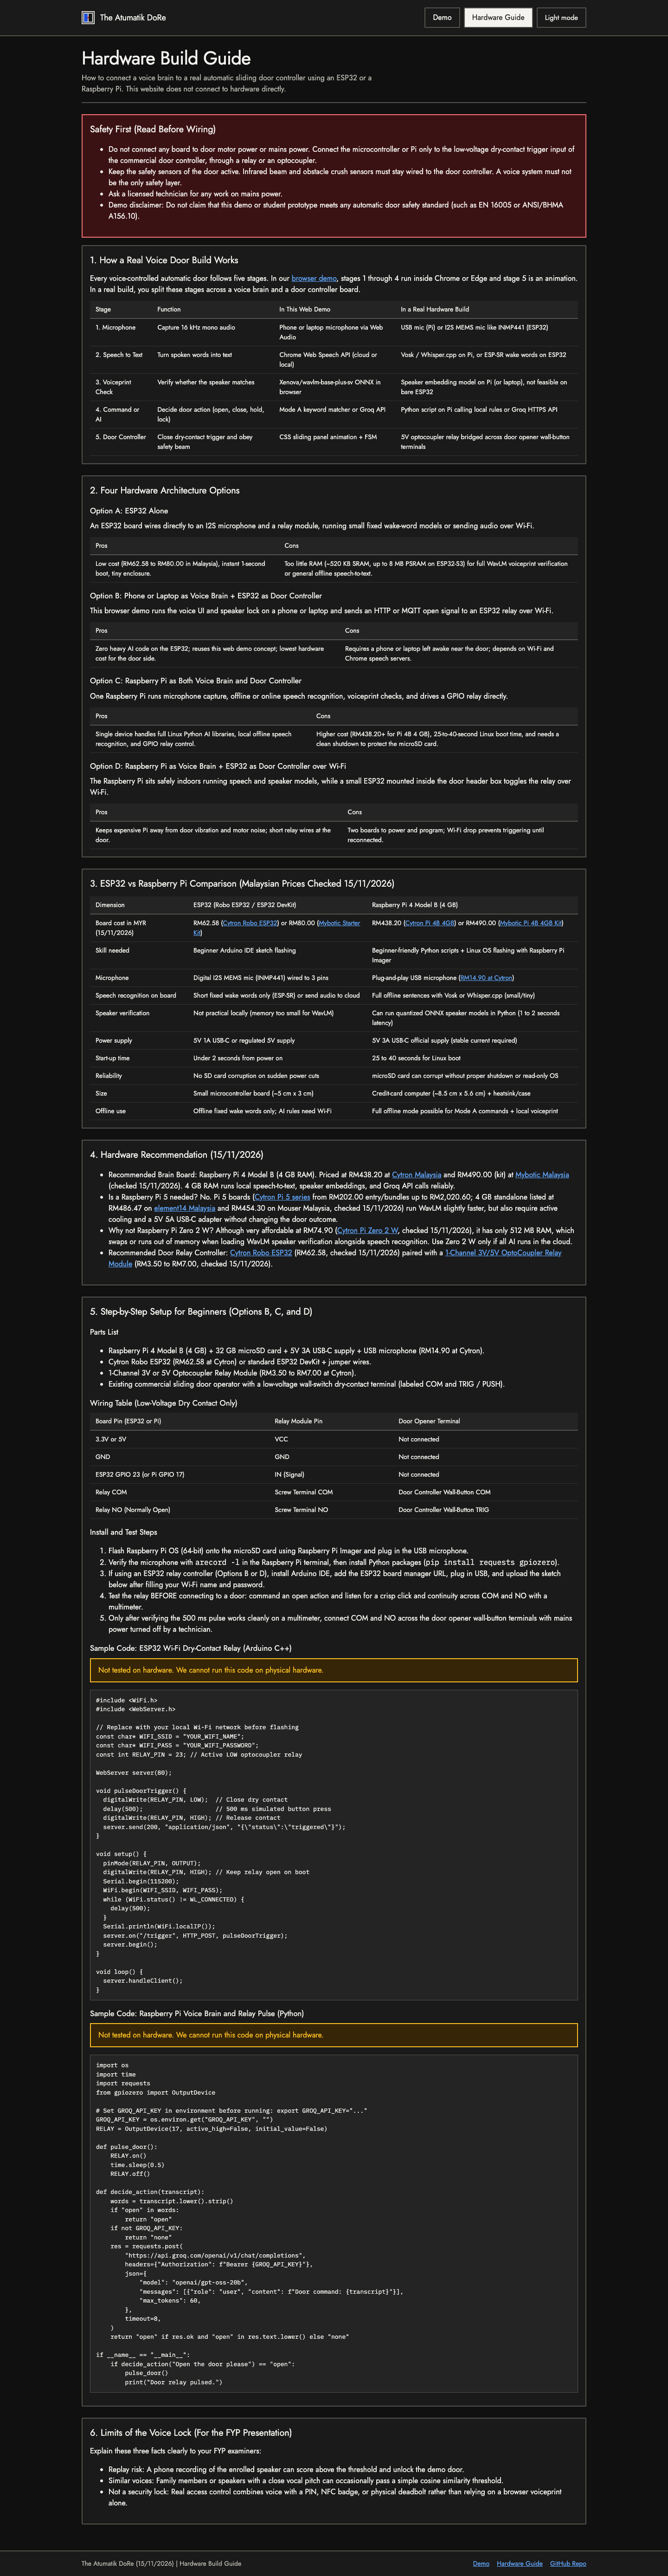 The Atumatik DoRe
Demo
Hardware Guide
Light mode
Hardware Build Guide
How to connect a voice brain to a real automatic sliding door controller using an ESP32 or a
Raspberry Pi. This website does not connect to hardware directly.
Safety First (Read Before Wiring)
• Do not connect any board to door motor power or mains power. Connect the microcontroller or Pi only to the low-voltage dry-contact trigger input of
the commercial door controller, through a relay or an optocoupler.
• Keep the safety sensors of the door active. Infrared beam and obstacle crush sensors must stay wired to the door controller. A voice system must not
be the only safety layer.
• Ask a licensed technician for any work on mains power.
• Demo disclaimer: Do not claim that this demo or student prototype meets any automatic door safety standard (such as EN 16005 or ANSI/BHMA
A156.10).
1. How a Real Voice Door Build Works
Every voice-controlled automatic door follows five stages. In our browser demo, stages 1 through 4 run inside Chrome or Edge and stage 5 is an animation.
In a real build, you split these stages across a voice brain and a door controller board.
Stage Function In This Web Demo In a Real Hardware Build
1. Microphone Capture 16 kHz mono audio Phone or laptop microphone via Web USB mic (Pi) or I2S MEMS mic like INMP441 (ESP32)
Audio
2. Speech to Text Turn spoken words into text Chrome Web Speech API (cloud or Vosk / Whisper.cpp on Pi, or ESP-SR wake words on ESP32
local)
3. Voiceprint Verify whether the speaker matches Xenova/wavlm-base-plus-sv ONNX in Speaker embedding model on Pi (or laptop), not feasible on
Check browser bare ESP32
4. Command or Decide door action (open, close, hold, Mode A keyword matcher or Groq API Python script on Pi calling local rules or Groq HTTPS API
AI lock)
5. Door Controller Close dry-contact trigger and obey CSS sliding panel animation + FSM 5V optocoupler relay bridged across door opener wall-button
safety beam terminals
2. Four Hardware Architecture Options
Option A: ESP32 Alone
An ESP32 board wires directly to an I2S microphone and a relay module, running small fixed wake-word models or sending audio over Wi-Fi.
Pros Cons
Low cost (RM62.58 to RM80.00 in Malaysia), instant 1-second Too little RAM (~520 KB SRAM, up to 8 MB PSRAM on ESP32-S3) for full WavLM voiceprint verification
boot, tiny enclosure. or general offline speech-to-text.
Option B: Phone or Laptop as Voice Brain + ESP32 as Door Controller
This browser demo runs the voice UI and speaker lock on a phone or laptop and sends an HTTP or MQTT open signal to an ESP32 relay over Wi-Fi.
Pros Cons
Zero heavy AI code on the ESP32; reuses this web demo concept; lowest hardware Requires a phone or laptop left awake near the door; depends on Wi-Fi and
cost for the door side. Chrome speech servers.
Option C: Raspberry Pi as Both Voice Brain and Door Controller
One Raspberry Pi runs microphone capture, offline or online speech recognition, voiceprint checks, and drives a GPIO relay directly.
Pros Cons
Single device handles full Linux Python AI libraries, local offline speech Higher cost (RM438.20+ for Pi 4B 4 GB), 25-to-40-second Linux boot time, and needs a
recognition, and GPIO relay control. clean shutdown to protect the microSD card.
Option D: Raspberry Pi as Voice Brain + ESP32 as Door Controller over Wi-Fi
The Raspberry Pi sits safely indoors running speech and speaker models, while a small ESP32 mounted inside the door header box toggles the relay over
Wi-Fi.
Pros Cons
Keeps expensive Pi away from door vibration and motor noise; short relay wires at the Two boards to power and program; Wi-Fi drop prevents triggering until
door. reconnected.
3. ESP32 vs Raspberry Pi Comparison (Malaysian Prices Checked 15/11/2026)
Dimension ESP32 (Robo ESP32 / ESP32 DevKit) Raspberry Pi 4 Model B (4 GB)
Board cost in MYR RM62.58 (Cytron Robo ESP32) or RM80.00 (Mybotic Starter RM438.20 (Cytron Pi 4B 4GB) or RM490.00 (Mybotic Pi 4B 4GB Kit)
(15/11/2026) Kit)
Skill needed Beginner Arduino IDE sketch flashing Beginner-friendly Python scripts + Linux OS flashing with Raspberry Pi
Imager
Microphone Digital I2S MEMS mic (INMP441) wired to 3 pins Plug-and-play USB microphone (RM14.90 at Cytron)
Speech recognition on board Short fixed wake words only (ESP-SR) or send audio to cloud Full offline sentences with Vosk or Whisper.cpp (small/tiny)
Speaker verification Not practical locally (memory too small for WavLM) Can run quantized ONNX speaker models in Python (1 to 2 seconds
latency)
Power supply 5V 1A USB-C or regulated 5V supply 5V 3A USB-C official supply (stable current required)
Start-up time Under 2 seconds from power on 25 to 40 seconds for Linux boot
Reliability No SD card corruption on sudden power cuts microSD card can corrupt without proper shutdown or read-only OS
Size Small microcontroller board (~5 cm x 3 cm) Credit-card computer (~8.5 cm x 5.6 cm) + heatsink/case
Offline use Offline fixed wake words only; AI rules need Wi-Fi Full offline mode possible for Mode A commands + local voiceprint
4. Hardware Recommendation (15/11/2026)
• Recommended Brain Board: Raspberry Pi 4 Model B (4 GB RAM). Priced at RM438.20 at Cytron Malaysia and RM490.00 (kit) at Mybotic Malaysia
(checked 15/11/2026). 4 GB RAM runs local speech-to-text, speaker embeddings, and Groq API calls reliably.
• Is a Raspberry Pi 5 needed? No. Pi 5 boards (Cytron Pi 5 series from RM202.00 entry/bundles up to RM2,020.60; 4 GB standalone listed at
RM486.47 on element14 Malaysia and RM454.30 on Mouser Malaysia, checked 15/11/2026) run WavLM slightly faster, but also require active
cooling and a 5V 5A USB-C adapter without changing the door outcome.
• Why not Raspberry Pi Zero 2 W? Although very affordable at RM74.90 (Cytron Pi Zero 2 W, checked 15/11/2026), it has only 512 MB RAM, which
swaps or runs out of memory when loading WavLM speaker verification alongside speech recognition. Use Zero 2 W only if all AI runs in the cloud.
• Recommended Door Relay Controller: Cytron Robo ESP32 (RM62.58, checked 15/11/2026) paired with a 1-Channel 3V/5V OptoCoupler Relay
Module (RM3.50 to RM7.00, checked 15/11/2026).
5. Step-by-Step Setup for Beginners (Options B, C, and D)
Parts List
• Raspberry Pi 4 Model B (4 GB) + 32 GB microSD card + 5V 3A USB-C supply + USB microphone (RM14.90 at Cytron).
• Cytron Robo ESP32 (RM62.58 at Cytron) or standard ESP32 DevKit + jumper wires.
• 1-Channel 3V or 5V Optocoupler Relay Module (RM3.50 to RM7.00 at Cytron).
• Existing commercial sliding door operator with a low-voltage wall-switch dry-contact terminal (labeled COM and TRIG / PUSH).
Wiring Table (Low-Voltage Dry Contact Only)
Board Pin (ESP32 or Pi) Relay Module Pin Door Opener Terminal
3.3V or 5V VCC Not connected
GND GND Not connected
ESP32 GPIO 23 (or Pi GPIO 17) IN (Signal) Not connected
Relay COM Screw Terminal COM Door Controller Wall-Button COM
Relay NO (Normally Open) Screw Terminal NO Door Controller Wall-Button TRIG
Install and Test Steps
1. Flash Raspberry Pi OS (64-bit) onto the microSD card using Raspberry Pi Imager and plug in the USB microphone.
2. Verify the microphone with arecord -l in the Raspberry Pi terminal, then install Python packages (pip install requests gpiozero).
3. If using an ESP32 relay controller (Options B or D), install Arduino IDE, add the ESP32 board manager URL, plug in USB, and upload the sketch
below after filling your Wi-Fi name and password.
4. Test the relay BEFORE connecting to a door: command an open action and listen for a crisp click and continuity across COM and NO with a
multimeter.
5. Only after verifying the 500 ms pulse works cleanly on a multimeter, connect COM and NO across the door opener wall-button terminals with mains
power turned off by a technician.
Sample Code: ESP32 Wi-Fi Dry-Contact Relay (Arduino C++)
Not tested on hardware. We cannot run this code on physical hardware.
#include <WiFi.h>
#include <WebServer.h>
// Replace with your local Wi-Fi network before flashing
const char* WIFI_SSID = "YOUR_WIFI_NAME";
const char* WIFI_PASS = "YOUR_WIFI_PASSWORD";
const int RELAY_PIN = 23; // Active LOW optocoupler relay
WebServer server(80);
void pulseDoorTrigger() {
digitalWrite(RELAY_PIN, LOW); // Close dry contact
delay(500); // 500 ms simulated button press
digitalWrite(RELAY_PIN, HIGH); // Release contact
server.send(200, "application/json", "{\"status\":\"triggered\"}");
}
void setup() {
pinMode(RELAY_PIN, OUTPUT);
digitalWrite(RELAY_PIN, HIGH); // Keep relay open on boot
Serial.begin(115200);
WiFi.begin(WIFI_SSID, WIFI_PASS);
while (WiFi.status() != WL_CONNECTED) {
delay(500);
}
Serial.println(WiFi.localIP());
server.on("/trigger", HTTP_POST, pulseDoorTrigger);
server.begin();
}
void loop() {
server.handleClient();
}
Sample Code: Raspberry Pi Voice Brain and Relay Pulse (Python)
Not tested on hardware. We cannot run this code on physical hardware.
import os
import time
import requests
from gpiozero import OutputDevice
# Set GROQ_API_KEY in environment before running: export GROQ_API_KEY="..."
GROQ_API_KEY = os.environ.get("GROQ_API_KEY", "")
RELAY = OutputDevice(17, active_high=False, initial_value=False)
def pulse_door():
RELAY.on()
time.sleep(0.5)
RELAY.off()
def decide_action(transcript):
words = transcript.lower().strip()
if "open" in words:
return "open"
if not GROQ_API_KEY:
return "none"
res = requests.post(
"https://api.groq.com/openai/v1/chat/completions",
headers={"Authorization": f"Bearer {GROQ_API_KEY}"},
json={
"model": "openai/gpt-oss-20b",
"messages": [{"role": "user", "content": f"Door command: {transcript}"}],
"max_tokens": 60,
},
timeout=8,
)
return "open" if res.ok and "open" in res.text.lower() else "none"
if __name__ == "__main__":
if decide_action("Open the door please") == "open":
pulse_door()
print("Door relay pulsed.")
6. Limits of the Voice Lock (For the FYP Presentation)
Explain these three facts clearly to your FYP examiners:
• Replay risk: A phone recording of the enrolled speaker can score above the threshold and unlock the demo door.
• Similar voices: Family members or speakers with a close vocal pitch can occasionally pass a simple cosine similarity threshold.
• Not a security lock: Real access control combines voice with a PIN, NFC badge, or physical deadbolt rather than relying on a browser voiceprint
alone.
The Atumatik DoRe (15/11/2026) | Hardware Build Guide
Demo
Hardware Guide
GitHub Repo